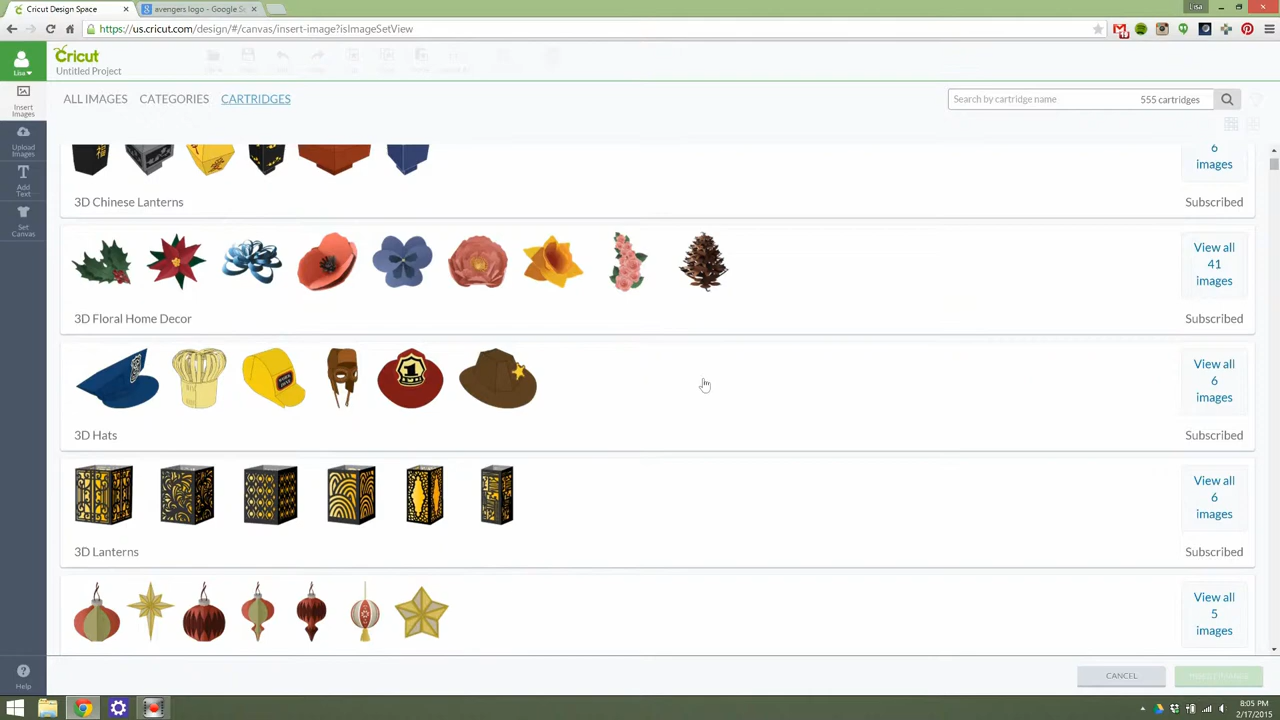 Cricut Design Space
avengers logo - Google S
Lisa
https://us.cricut.com/design/#/canvas/insert-image?isImageSetView
Lisa
Cricut
Untitled Project
Insert
Images
Upload
Images
Add
Text
Set
Canvas
Help
ALL IMAGES
CATEGORIES
CARTRIDGES
Search by cartridge name
555 cartridges
6
images
3D Chinese Lanterns
Subscribed
View all
41
images
3D Floral Home Decor
Subscribed
View all
6
images
3D Hats
Subscribed
View all
6
images
3D Lanterns
Subscribed
View all
5
images
CANCEL
8:05 PM
2/17/2015